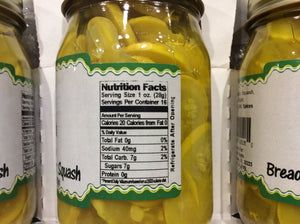 Nutrition Facts
Serving Size 1 oz. (28g)
Servings Per Container 16
Amount Per Serving
Calories 20 Calories from Fat 0
% Daily Value
Total Fat 0g 0%
Sodium 40mg 2%
Total Carb. 7g 2%
Sugars 7g
Protein 0g
Refrigerate After Opening
Squash
Bread